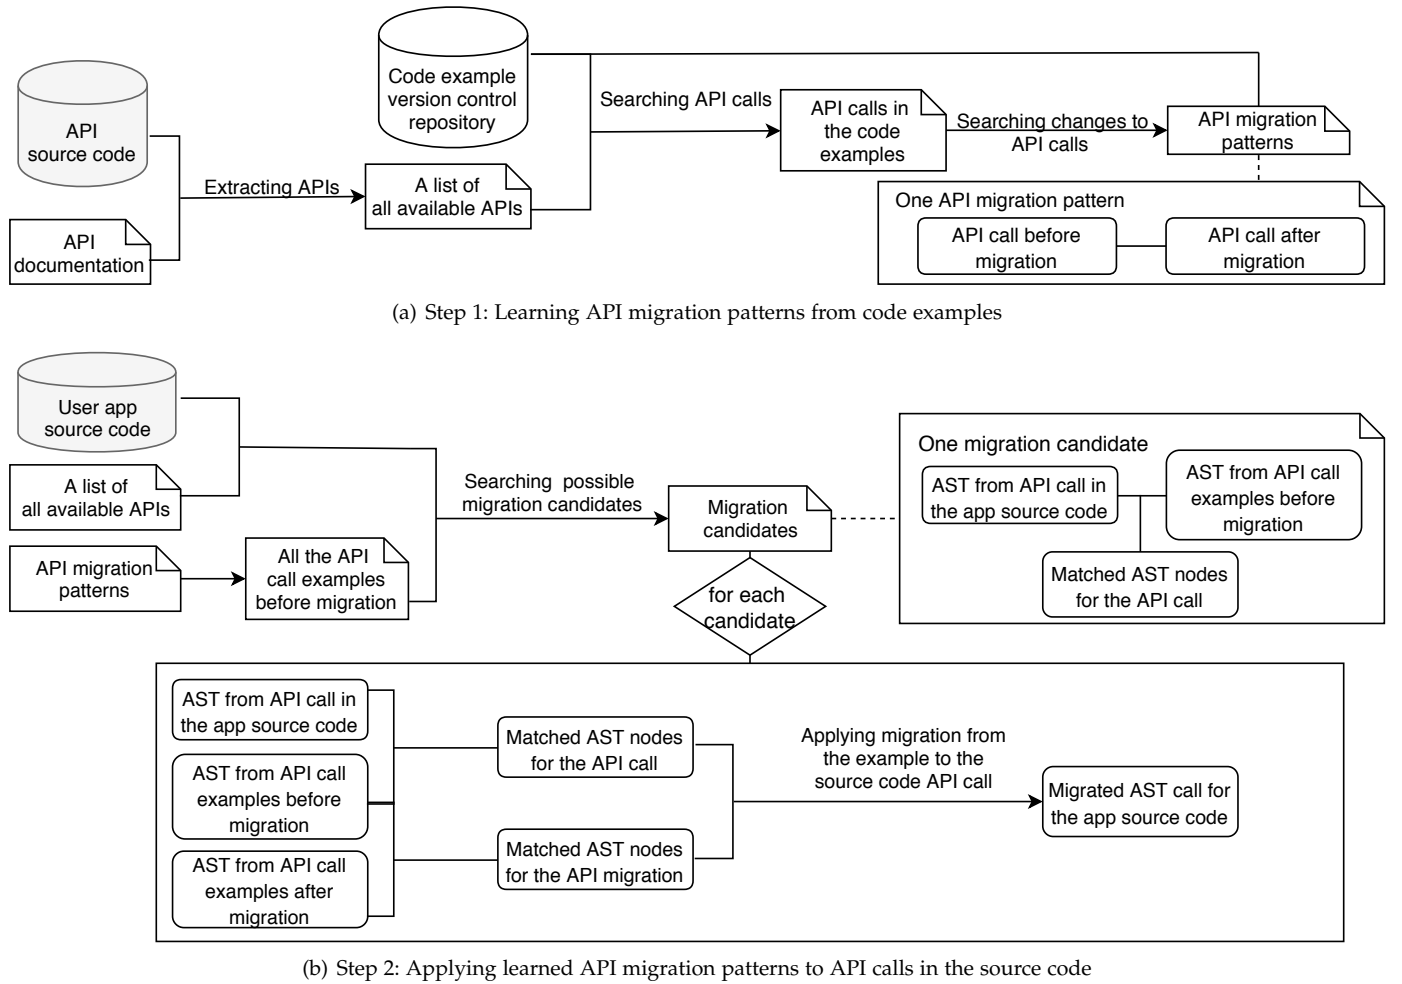 API
source code
API
documentation
Extracting APIs
Code example
version control
repository
A list of
all available APIs
Searching API calls
API calls in
the code
examples
Searching changes to
API calls
API migration
patterns
One API migration pattern
API call before
migration
API call after
migration
(a) Step 1: Learning API migration patterns from code examples
User app
source code
A list of
all available APIs
API migration
patterns
All the API
call examples
before migration
Searching possible
migration candidates
Migration
candidates
for each
candidate
One migration candidate
AST from API call in
the app source code
AST from API call
examples before
migration
Matched AST nodes
for the API call
AST from API call in
the app source code
AST from API call
examples before
migration
AST from API call
examples after
migration
Matched AST nodes
for the API call
Matched AST nodes
for the API migration
Applying migration from
the example to the
source code API call
Migrated AST call for
the app source code
(b) Step 2: Applying learned API migration patterns to API calls in the source code